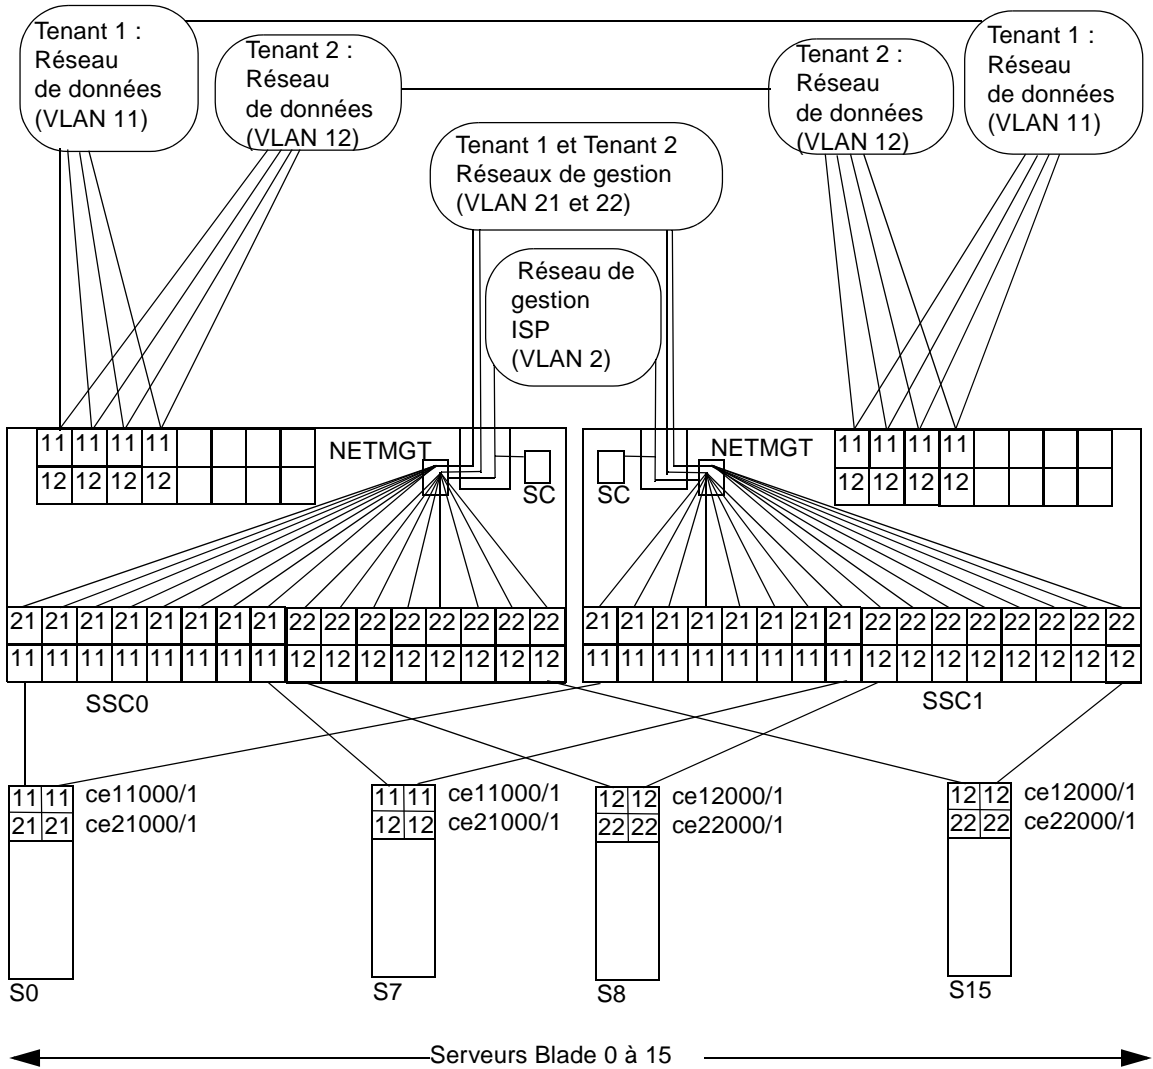 Tenant 1 :
Réseau
de données
(VLAN 11)
Tenant 2 :
Réseau
de données
(VLAN 12)
Tenant 1 et Tenant 2
Réseaux de gestion
(VLAN 21 et 22)
Réseau de
gestion
ISP
(VLAN 2)
Tenant 2 :
Réseau
de données
(VLAN 12)
Tenant 1 :
Réseau
de données
(VLAN 11)
11 11 11 11
12 12 12 12
NETMGT
SC
SC
NETMGT
11 11 11 11
12 12 12 12
21 21 21 21 21 21 21 21 22 22 22 22 22 22 22 22
11 11 11 11 11 11 11 11 12 12 12 12 12 12 12 12
SSC0
21 21 21 21 21 21 21 21 22 22 22 22 22 22 22 22
11 11 11 11 11 11 11 11 12 12 12 12 12 12 12 12
SSC1
11 11 ce11000/1
21 21 ce21000/1
S0
11 11 ce11000/1
12 12 ce21000/1
S7
12 12 ce12000/1
22 22 ce22000/1
S8
12 12 ce12000/1
22 22 ce22000/1
S15
Serveurs Blade 0 à 15